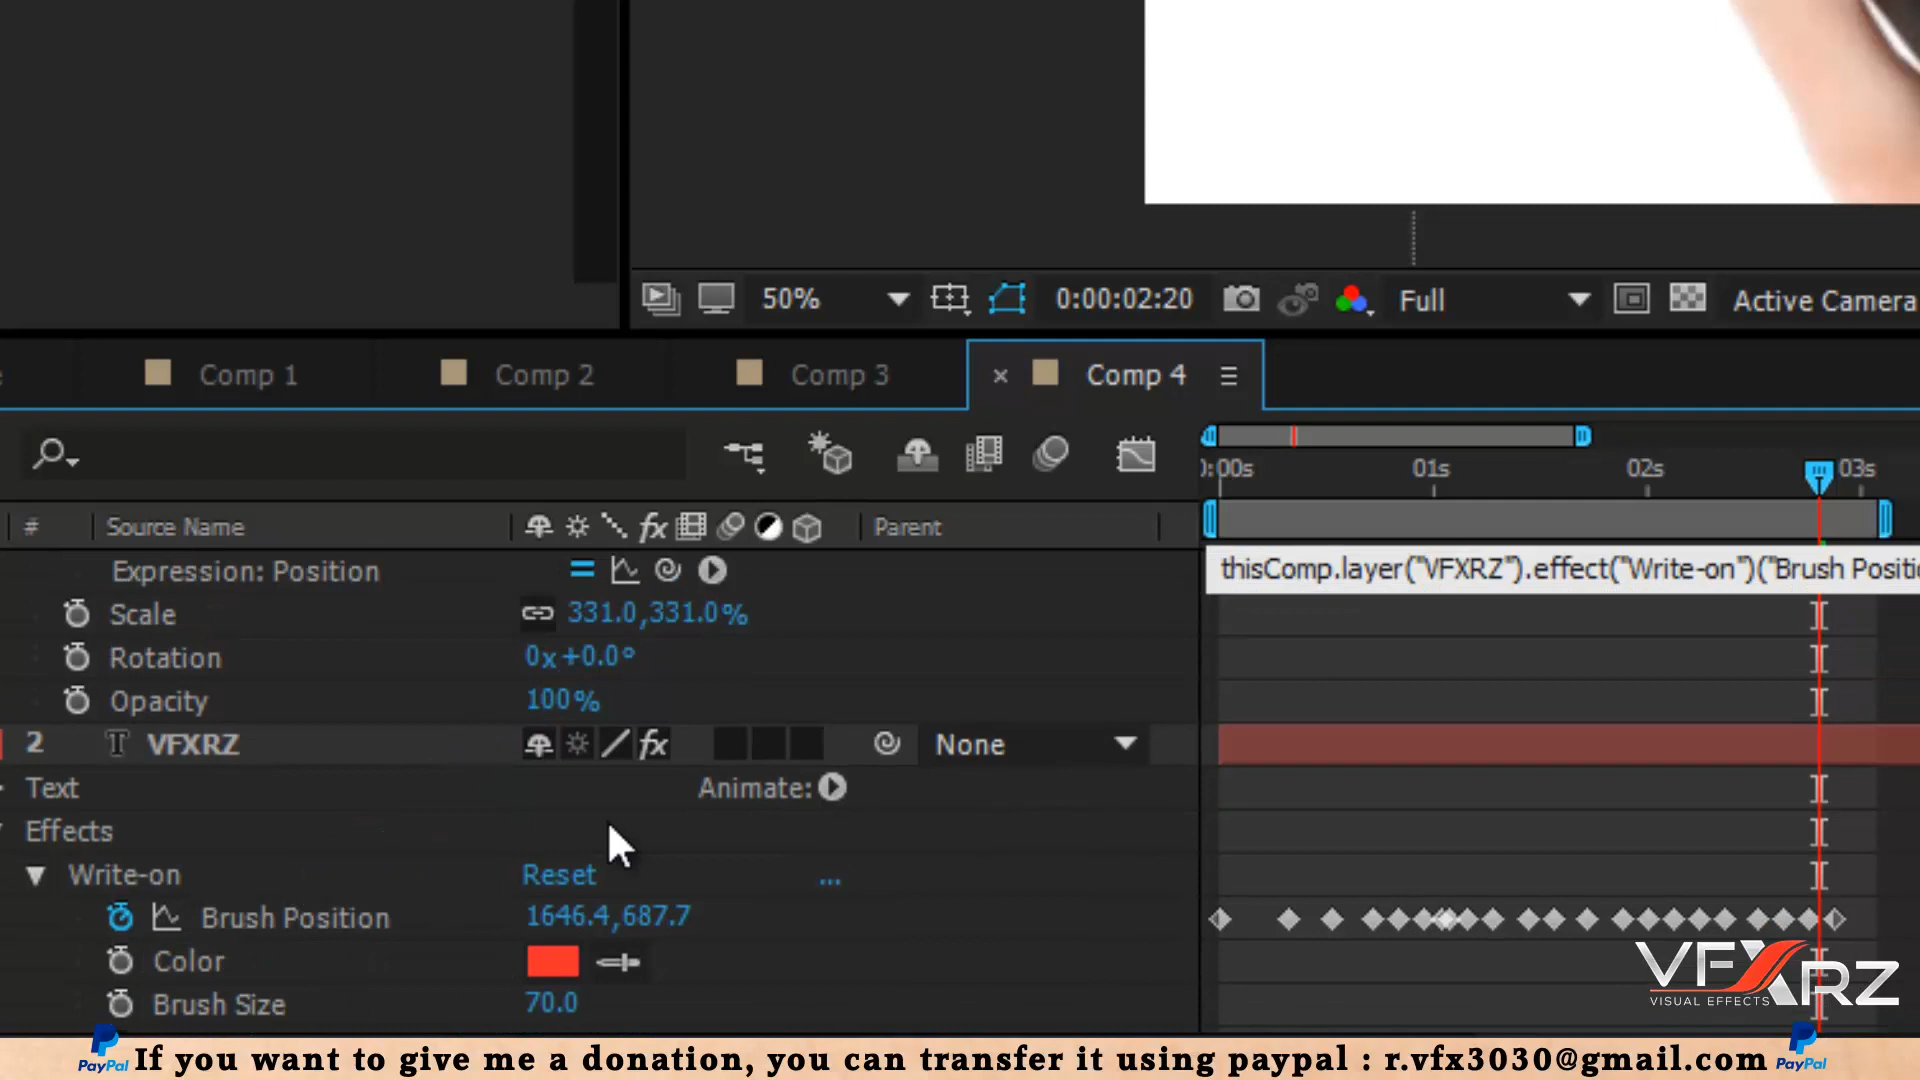 50%
0:00:02:20
Full
Active Camera
Comp 1
Comp 2
Comp 3
Comp 4
:00s
01s
02s
03s
#
Source Name
fx
Parent
Expression: Position
thisComp.layer("VFXRZ").effect("Write-on")("Brush Positi
Scale
331.0,331.0%
Rotation
0x+0.0°
Opacity
100%
2
T
VFXRZ
fx
None
Text
Animate:
Effects
Write-on
Reset
...
Brush Position
1646.4,687.7
Color
Brush Size
70.0
VFXRZ
VISUAL EFFECTS
PayPal
If you want to give me a donation, you can transfer it using paypal : r.vfx3030@gmail.com
PayPal